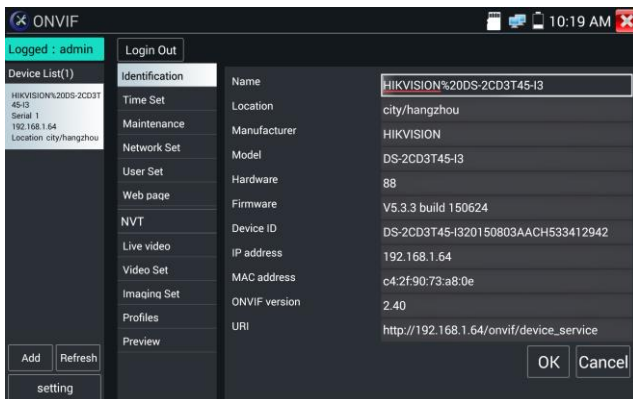 ONVIF
10:19 AM
Logged : admin
Login Out
Device List(1)
HIKVISION%20DS-2CD3T
45-I3
Serial 1
192.168.1.64
Location city/hangzhou
Add
Refresh
setting
Identification
Time Set
Maintenance
Network Set
User Set
Web page
NVT
Live video
Video Set
Imaging Set
Profiles
Preview
Name
HIKVISION%20DS-2CD3T45-I3
Location
city/hangzhou
Manufacturer
HIKVISION
Model
DS-2CD3T45-I3
Hardware
88
Firmware
V5.3.3 build 150624
Device ID
DS-2CD3T45-I320150803AACH533412942
IP address
192.168.1.64
MAC address
c4:2f:90:73:a8:0e
ONVIF version
2.40
URI
http://192.168.1.64/onvif/device_service
OK
Cancel